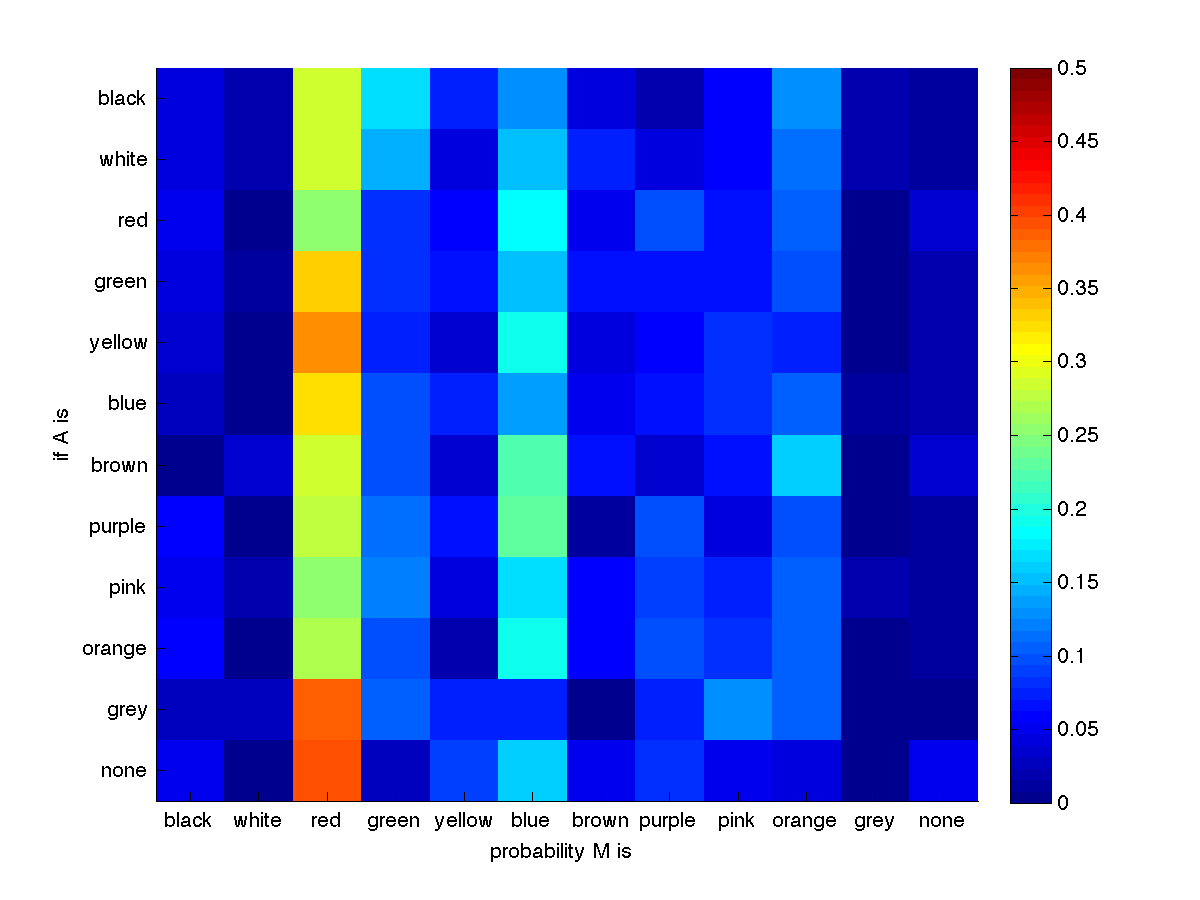 black
white
red
green
yellow
blue
brown
purple
pink
orange
grey
none
if A is
black white red green yellow blue brown purple pink orange grey none
probability M is
0.5
0.45
0.4
0.35
0.3
0.25
0.2
0.15
0.1
0.05
0